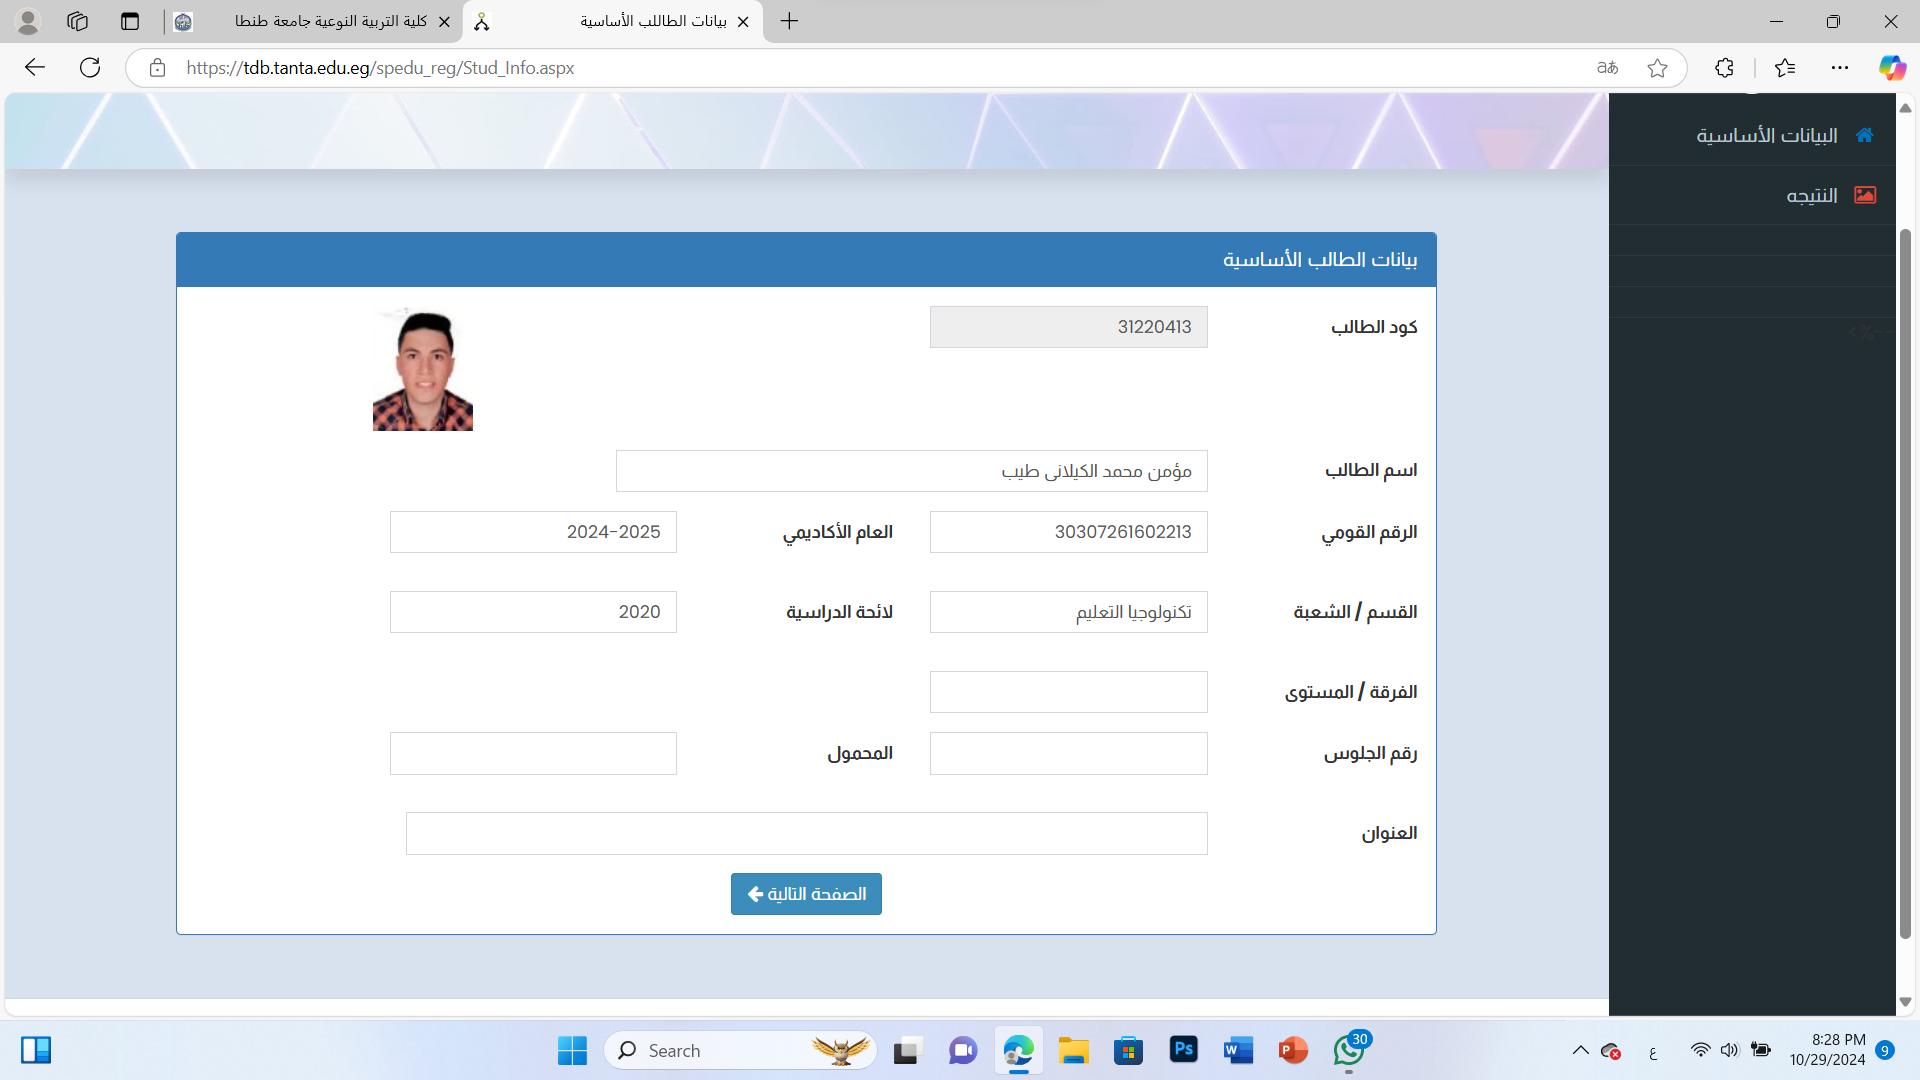 كلية التربية النوعية جامعة طنطا
بيانات الطاللب الأساسية
https://tdb.tanta.edu.eg/spedu_reg/Stud_Info.aspx
البيانات الأساسية
النتيجه
بيانات الطالب الأساسية
كود الطالب
31220413
اسم الطالب
مؤمن محمد الكيلانى طيب
الرقم القومي
30307261602213
العام الأكاديمي
2024-2025
القسم / الشعبة
تكنولوجيا التعليم
لائحة الدراسية
2020
الفرقة / المستوى
رقم الجلوس
المحمول
العنوان
الصفحة التالية
Search
Ps
W
P
30
ع
8:28 PM
10/29/2024
9